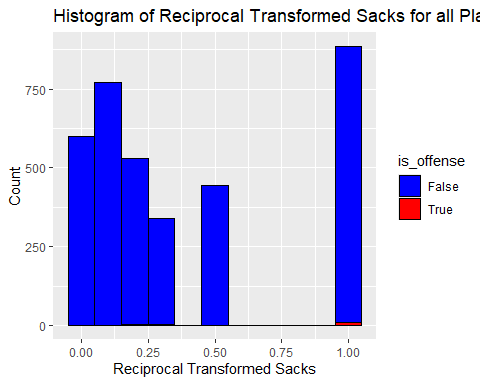 Histogram of Reciprocal Transformed Sacks for all Pla
Count
750
500
250
0
0.00 0.25 0.50 0.75 1.00
Reciprocal Transformed Sacks
is_offense
False
True